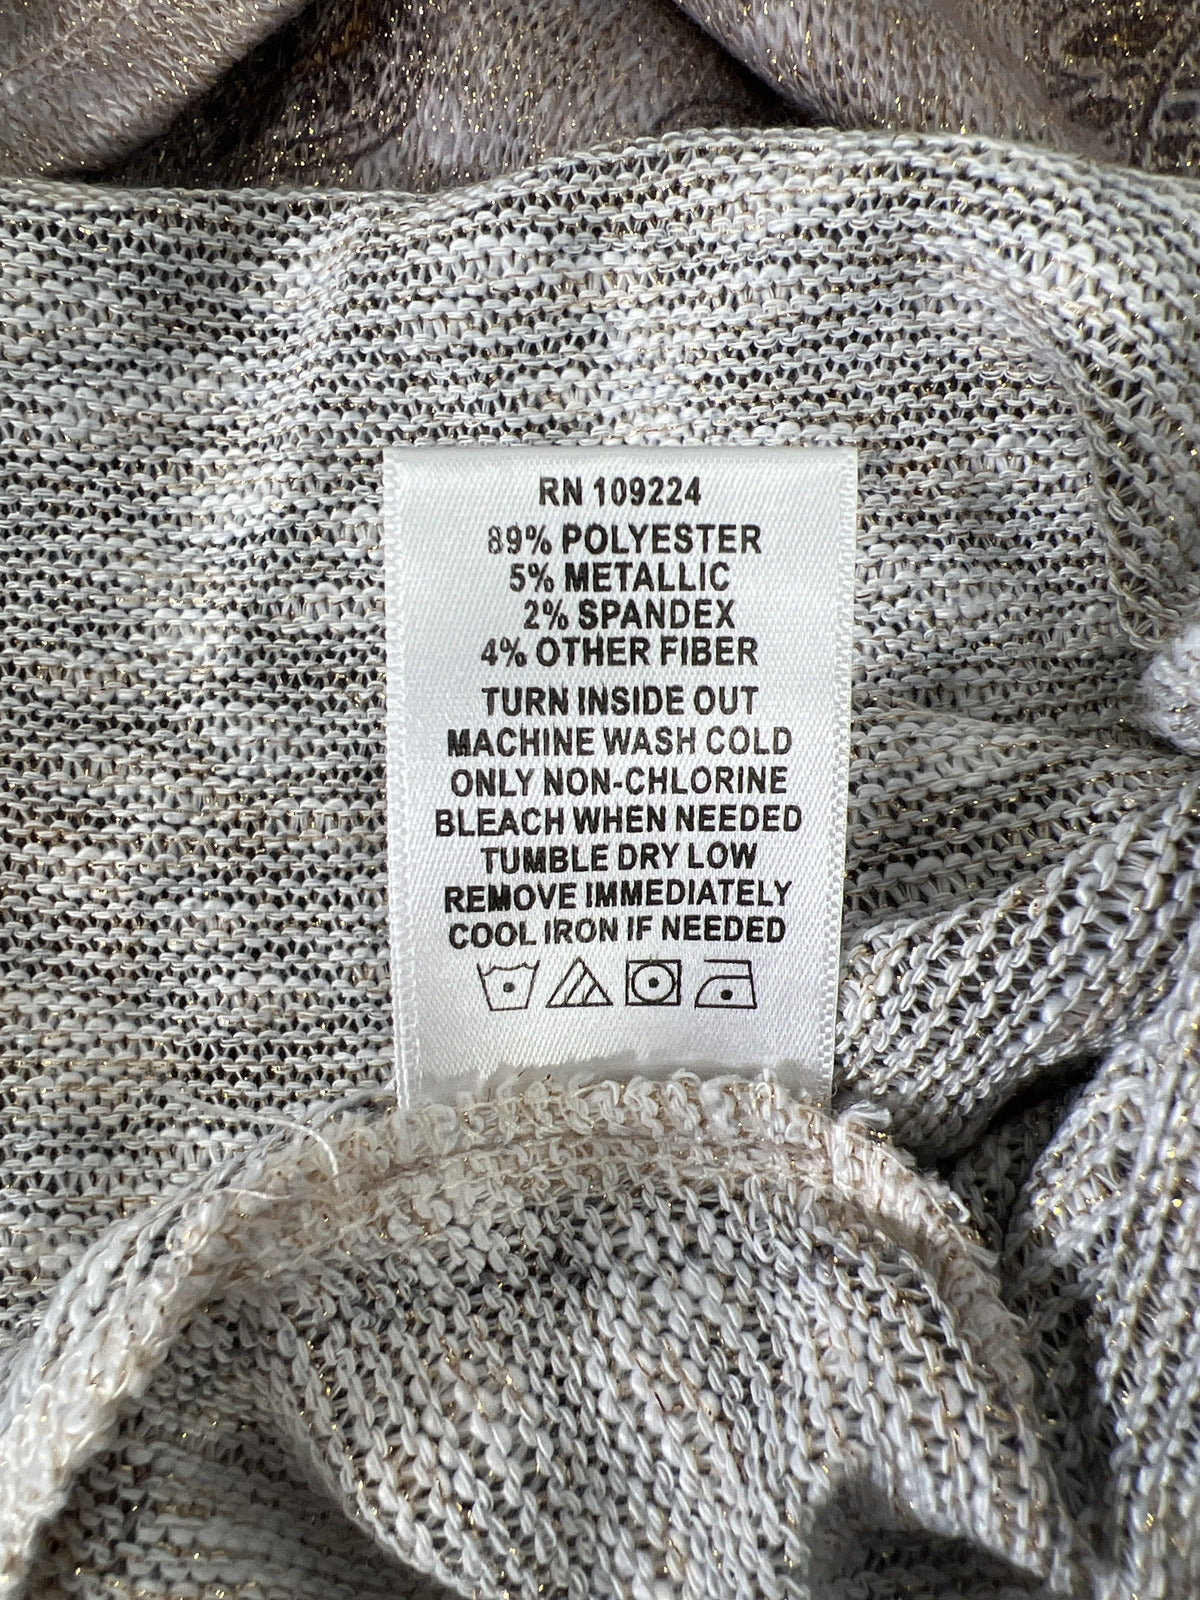 RN 109224
89% POLYESTER
5% METALLIC
2% SPANDEX
4% OTHER FIBER
TURN INSIDE OUT
MACHINE WASH COLD
ONLY NON-CHLORINE
BLEACH WHEN NEEDED
TUMBLE DRY LOW
REMOVE IMMEDIATELY
COOL IRON IF NEEDED